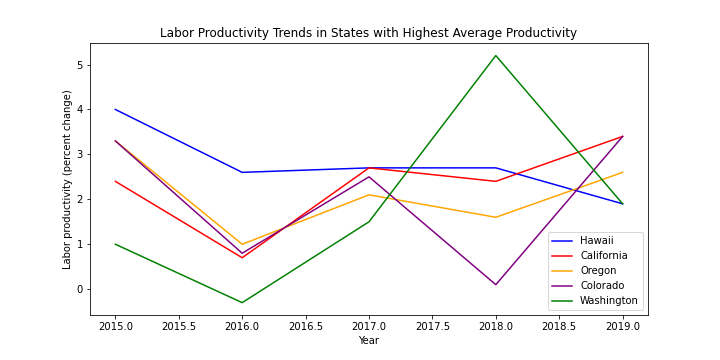 Labor Productivity Trends in States with Highest Average Productivity
Labor productivity (percent change)
5
4
3
2
1
0
2015.0 2015.5 2016.0 2016.5 2017.0 2017.5 2018.0 2018.5 2019.0
Year
Hawaii
California
Oregon
Colorado
Washington